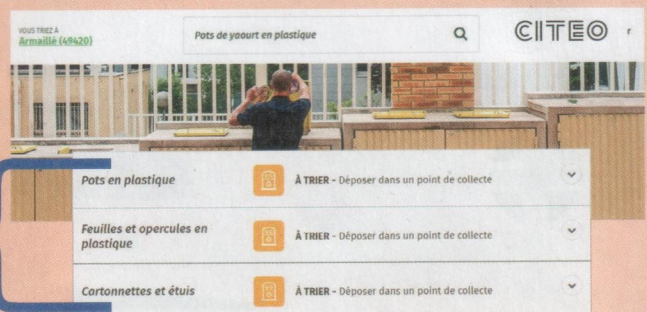 VOUS TRIEZ À
Armaillé (49420)
Pots de yaourt en plastique
CITEO
r
Pots en plastique
À TRIER - Déposer dans un point de collecte
Feuilles et opercules en
plastique
À TRIER - Déposer dans un point de collecte
Cartonnettes et étuis
À TRIER - Déposer dans un point de collecte